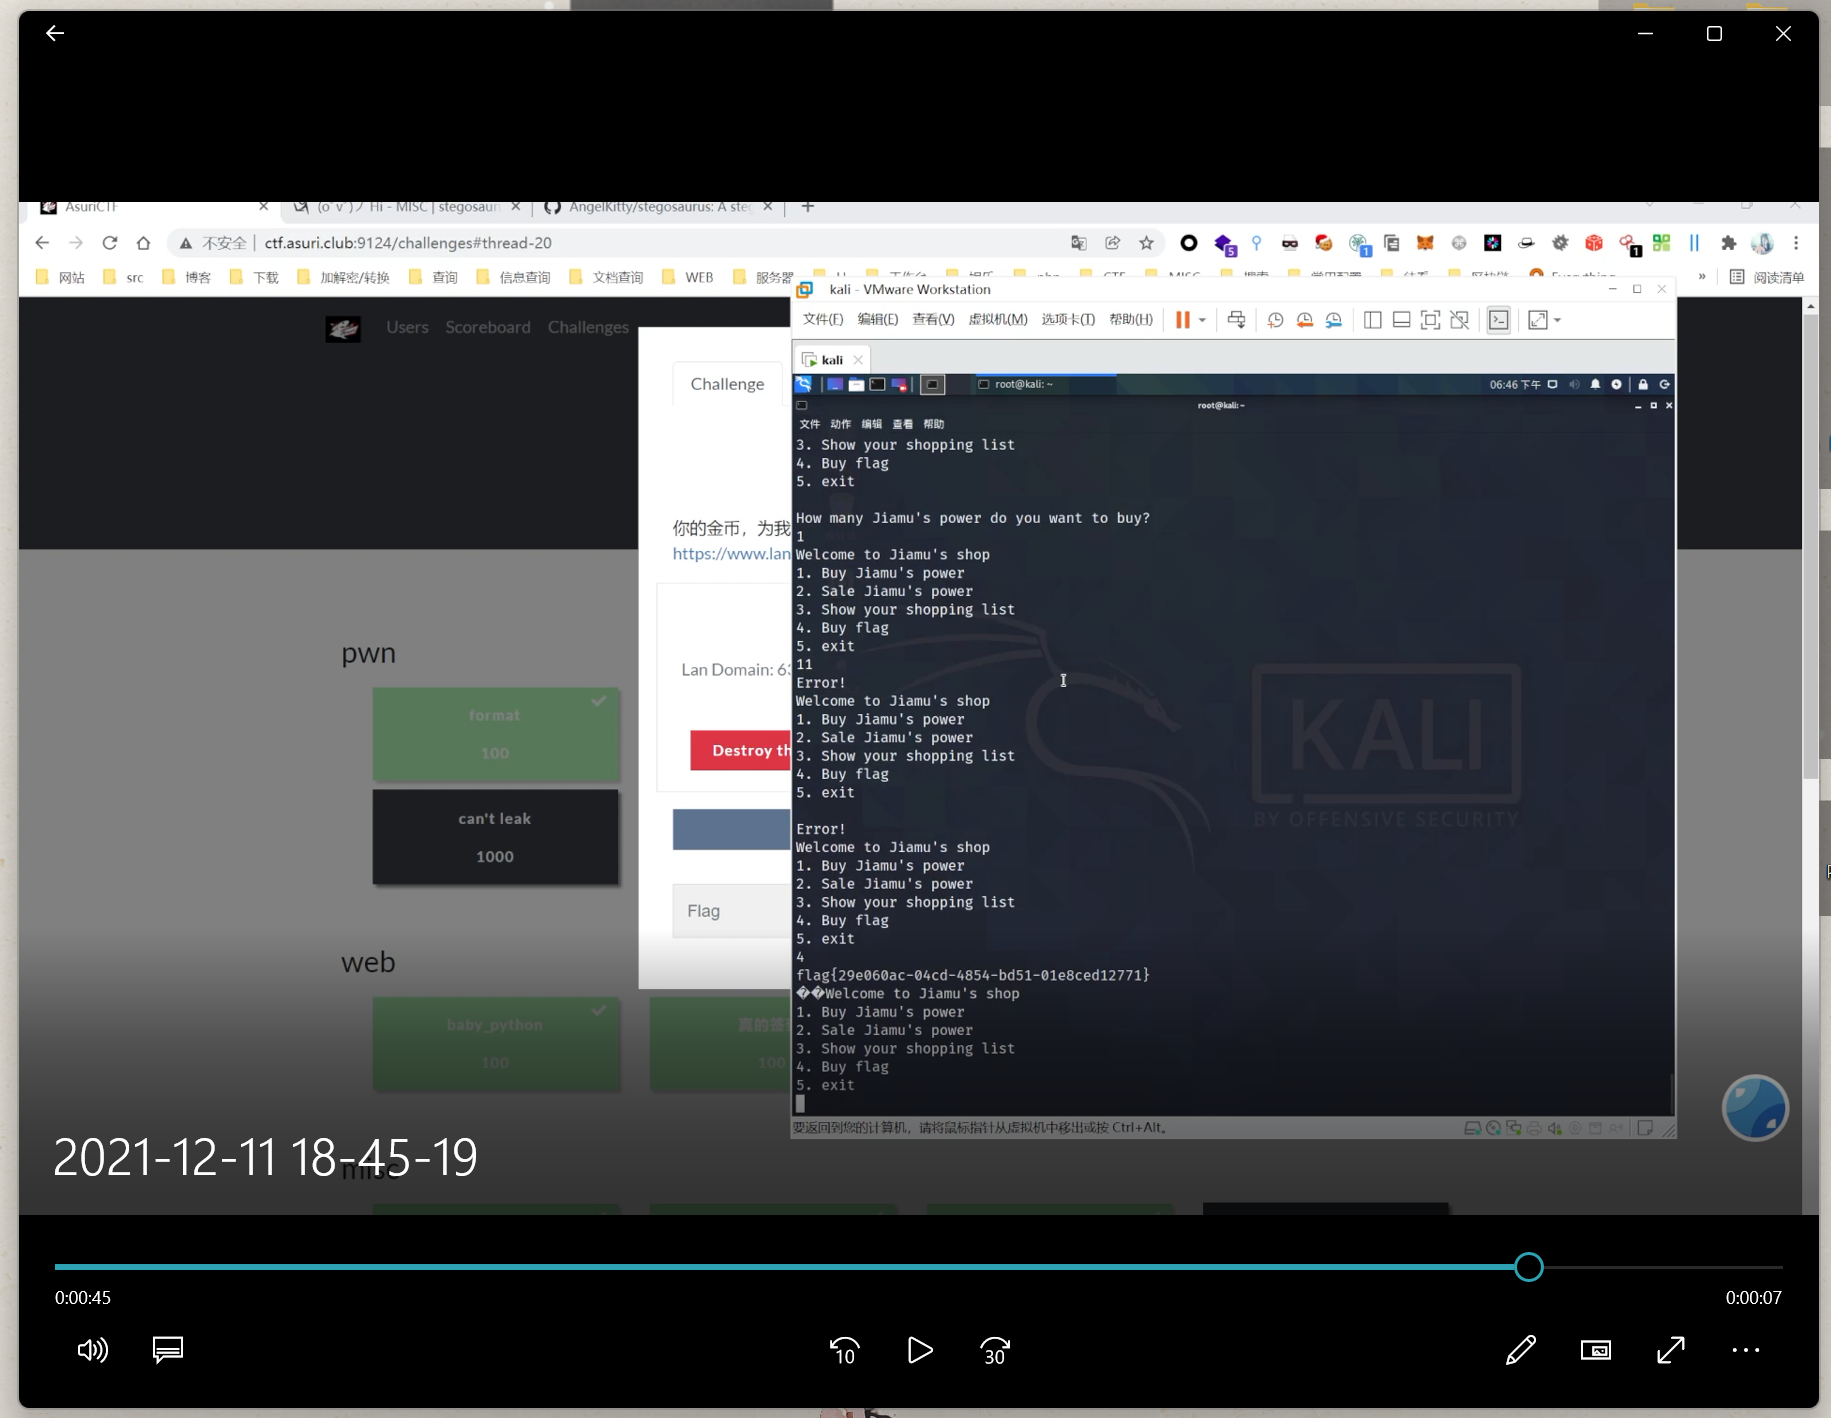 AsuriCTF
(o゚v゚)ノ Hi - MISC | stegosaur
AngelKitty/stegosaurus: A ste
不安全
ctf.asuri.club:9124/challenges#thread-20
5
1
1
网站
src
博客
下载
加解密/转换
查询
信息查询
文档查询
WEB
服务器
»
阅读清单
kali - VMware Workstation
文件(F) 编辑(E) 查看(V) 虚拟机(M) 选项卡(T) 帮助(H)
kali
root@kali: ~
06:46 下午
root@kali: ~
文件 动作 编辑 查看 帮助
Users
Scoreboard
Challenges
Challenge
你的金币，为我
https://www.lan
Lan Domain: 63
Destroy th
Flag
pwn
format
100
can't leak
1000
web
baby_python
100
100
misc
3. Show your shopping list
4. Buy flag
5. exit
How many Jiamu's power do you want to buy?
1
Welcome to Jiamu's shop
1. Buy Jiamu's power
2. Sale Jiamu's power
3. Show your shopping list
4. Buy flag
5. exit
11
Error!
Welcome to Jiamu's shop
1. Buy Jiamu's power
2. Sale Jiamu's power
3. Show your shopping list
4. Buy flag
5. exit
Error!
Welcome to Jiamu's shop
1. Buy Jiamu's power
2. Sale Jiamu's power
3. Show your shopping list
4. Buy flag
5. exit
4
flag{29e060ac-04cd-4854-bd51-01e8ced12771}
��Welcome to Jiamu's shop
1. Buy Jiamu's power
2. Sale Jiamu's power
3. Show your shopping list
4. Buy flag
5. exit
KALI
BY OFFENSIVE SECURITY
要返回到您的计算机，请将鼠标指针从虚拟机中移出或按 Ctrl+Alt。
2021-12-11 18-45-19
0:00:45
0:00:07
10
30